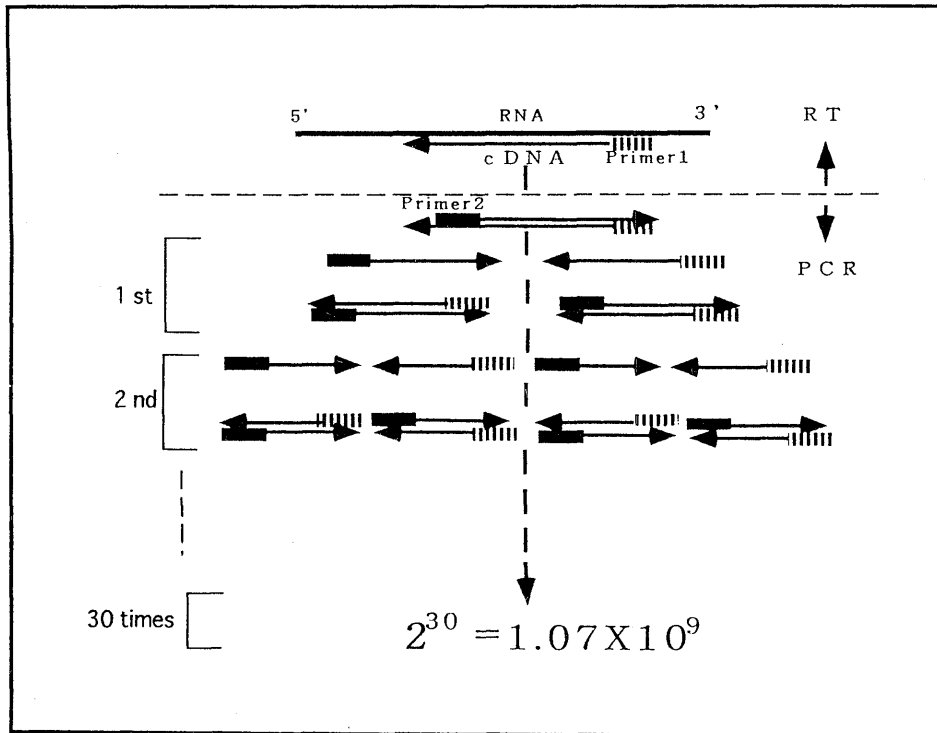 5' RNA 3' RT
cDNA Primer1
Primer2
PCR
1 st
2 nd
30 times
2^30 = 1.07X10^9